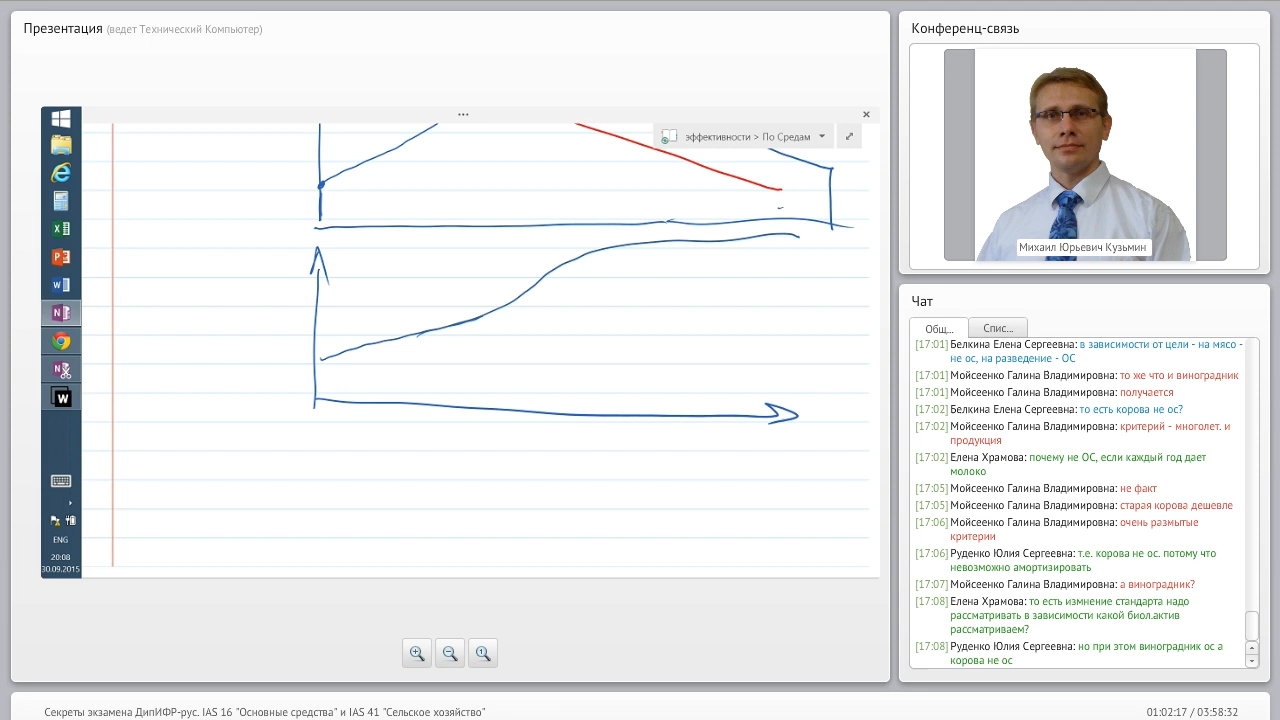 Презентация (ведет Технический Компьютер)
эффективности > По Средам
ENG
20:08
30.09.2015
Конференц-связь
Михаил Юрьевич Кузьмин
Чат
Общ...
Спис...
[17:01] Белкина Елена Сергеевна: в зависимости от цели - на мясо -
не ос, на разведение - ОС
[17:01] Мойсеенко Галина Владимировна: то же что и виноградник
[17:01] Мойсеенко Галина Владимировна: получается
[17:02] Белкина Елена Сергеевна: то есть корова не ос?
[17:02] Мойсеенко Галина Владимировна: критерий - многолет. и
продукция
[17:02] Елена Храмова: почему не ОС, если каждый год дает
молоко
[17:05] Мойсеенко Галина Владимировна: не факт
[17:05] Мойсеенко Галина Владимировна: старая корова дешевле
[17:06] Мойсеенко Галина Владимировна: очень размытые
критерии
[17:06] Руденко Юлия Сергеевна: т.е. корова не ос. потому что
невозможно амортизировать
[17:07] Мойсеенко Галина Владимировна: а виноградник?
[17:08] Елена Храмова: то есть измнение стандарта надо
рассматривать в зависимости какой биол.актив
рассматриваем?
[17:08] Руденко Юлия Сергеевна: но при этом виноградник ос а
корова не ос
Секреты экзамена ДипИФР-рус. IAS 16 "Основные средства" и IAS 41 "Сельское хозяйство"
01:02:17 / 03:58:32